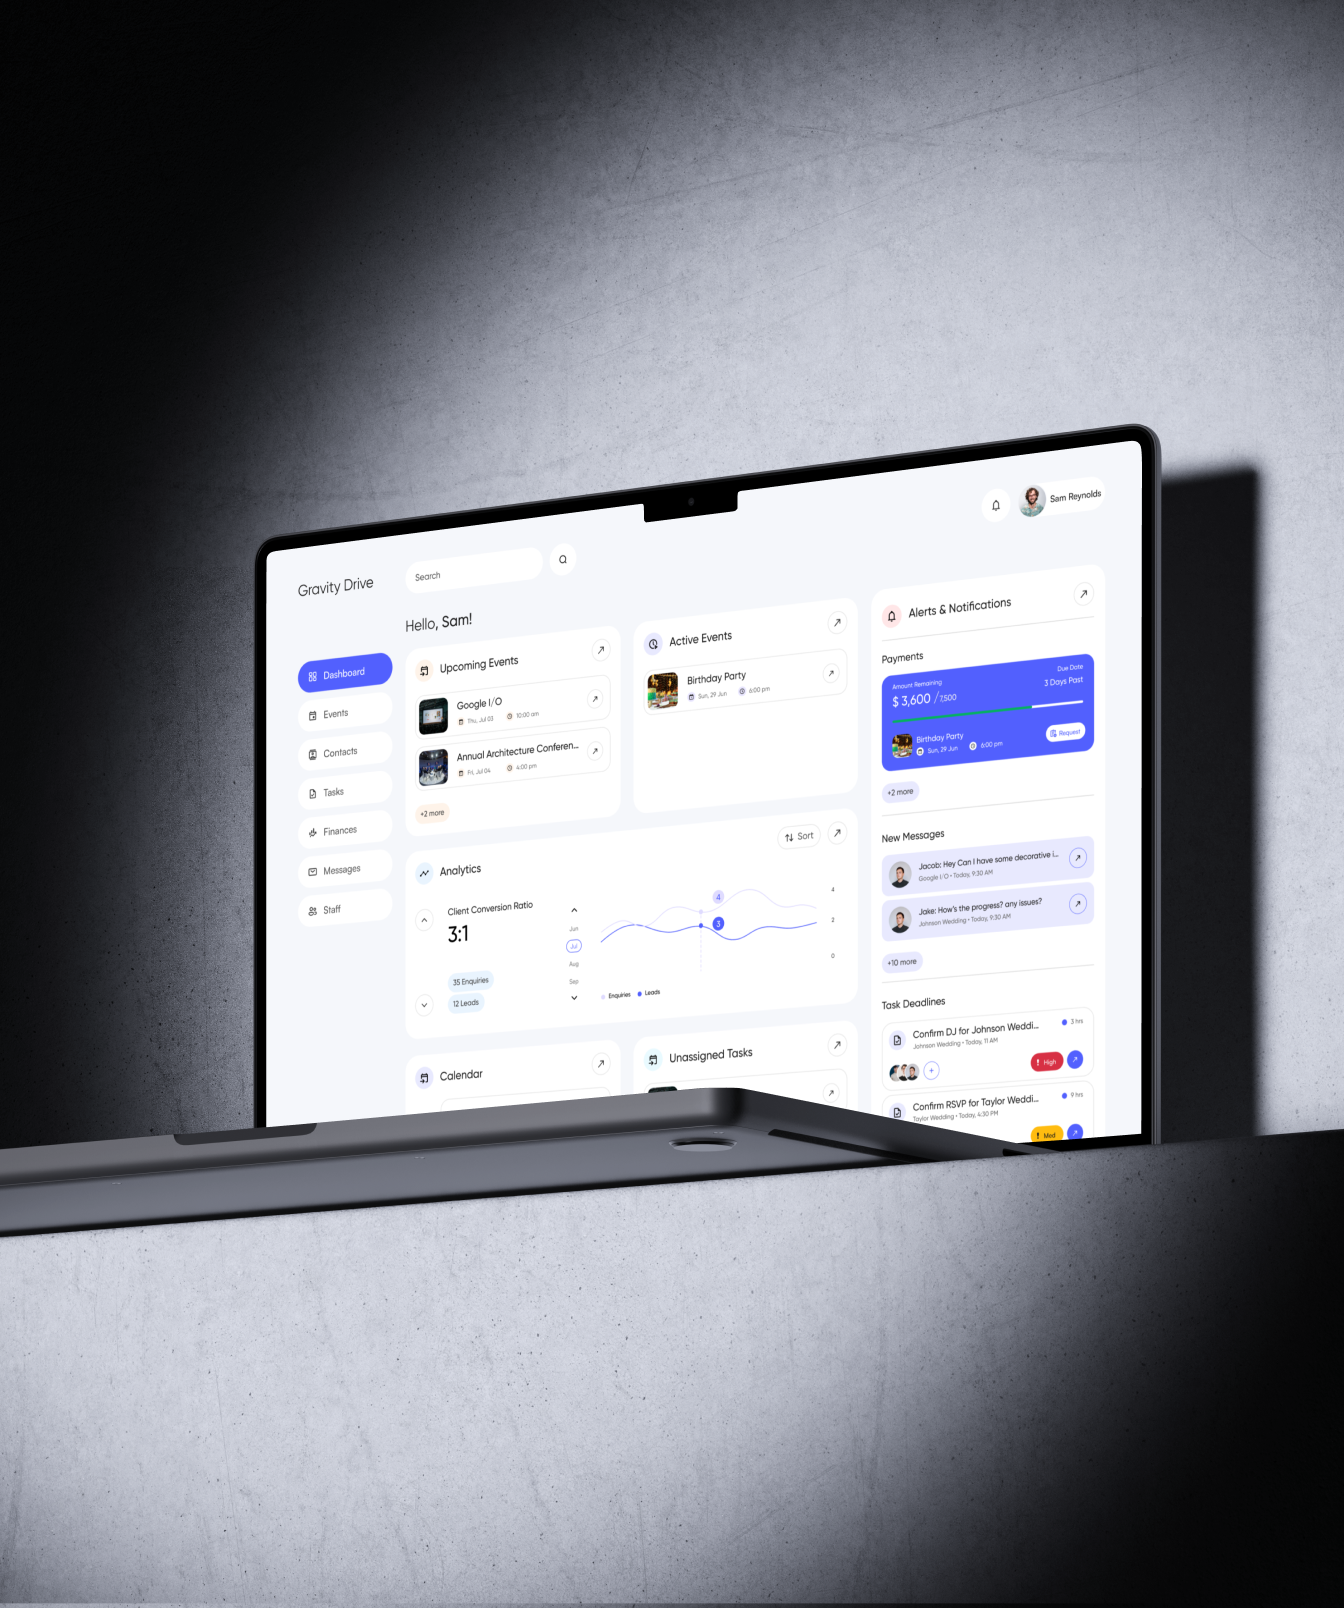 Gravity Drive
Search
Sam Reynolds
Hello, Sam!
Dashboard
Events
Contacts
Tasks
Finances
Messages
Staff
Upcoming Events
Google I/O
Thu, Jul 03
10:00 am
Annual Architecture Conferen...
Fri, Jul 04
4:00 pm
+2 more
Active Events
Birthday Party
Sun, 29 Jun
6:00 pm
Analytics
Sort
Client Conversion Ratio
3:1
35 Enquiries
12 Leads
Jun
Jul
Aug
Sep
4
3
4
2
0
Enquiries
Leads
Calendar
Unassigned Tasks
Alerts & Notifications
Payments
Amount Remaining
Due Date
$ 3,600 / 7,500
3 Days Past
Birthday Party
Sun, 29 Jun
6:00 pm
Request
+2 more
New Messages
Jacob: Hey Can I have some decorative i...
Google I/O • Today, 9:30 AM
Jake: How's the progress? any issues?
Johnson Wedding • Today, 9:30 AM
+10 more
Task Deadlines
Confirm DJ for Johnson Weddi...
3 hrs
Johnson Wedding • Today, 11 AM
High
Confirm RSVP for Taylor Weddi...
9 hrs
Taylor Wedding • Today, 4:30 PM
Med